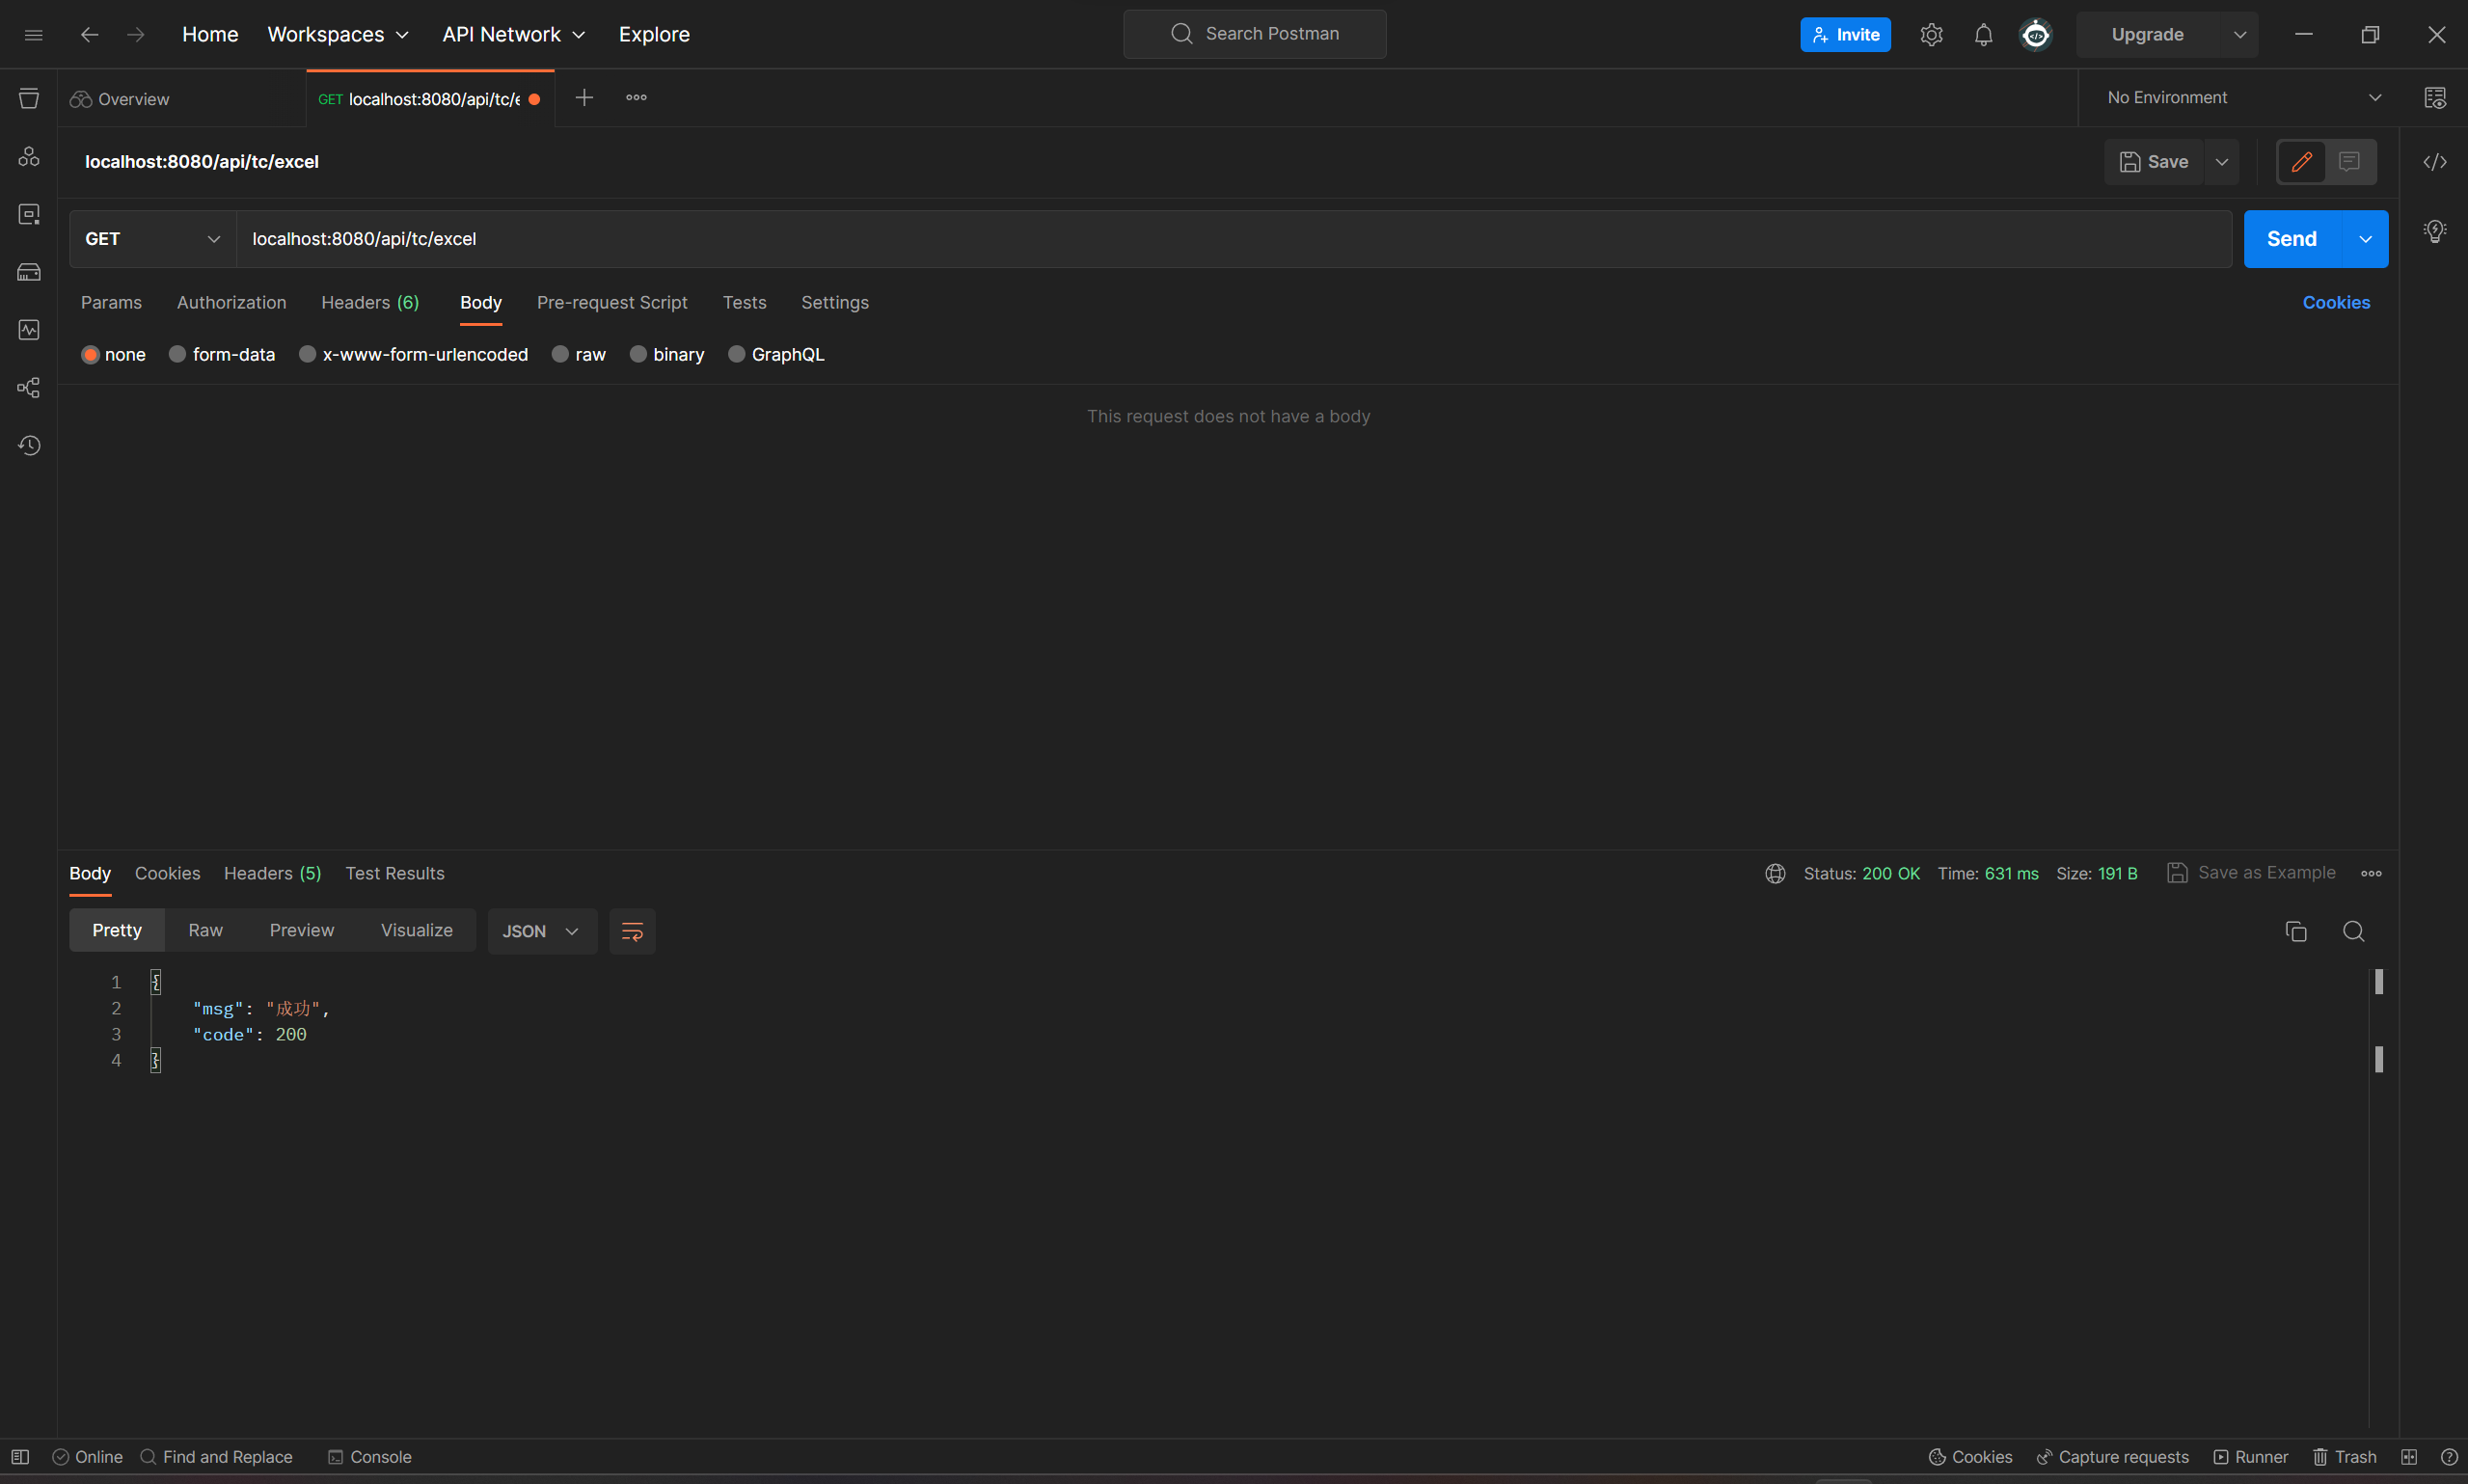 Home Workspaces API Network Explore Search Postman Invite Upgrade
Overview GET localhost:8080/api/tc/e No Environment
localhost:8080/api/tc/excel Save
GET localhost:8080/api/tc/excel Send
Params Authorization Headers (6) Body Pre-request Script Tests Settings Cookies
none form-data x-www-form-urlencoded raw binary GraphQL
This request does not have a body
Body Cookies Headers (5) Test Results Status: 200 OK Time: 631 ms Size: 191 B Save as Example
Pretty Raw Preview Visualize JSON
1 {
2 "msg": "成功",
3 "code": 200
4 }
Online Find and Replace Console Cookies Capture requests Runner Trash